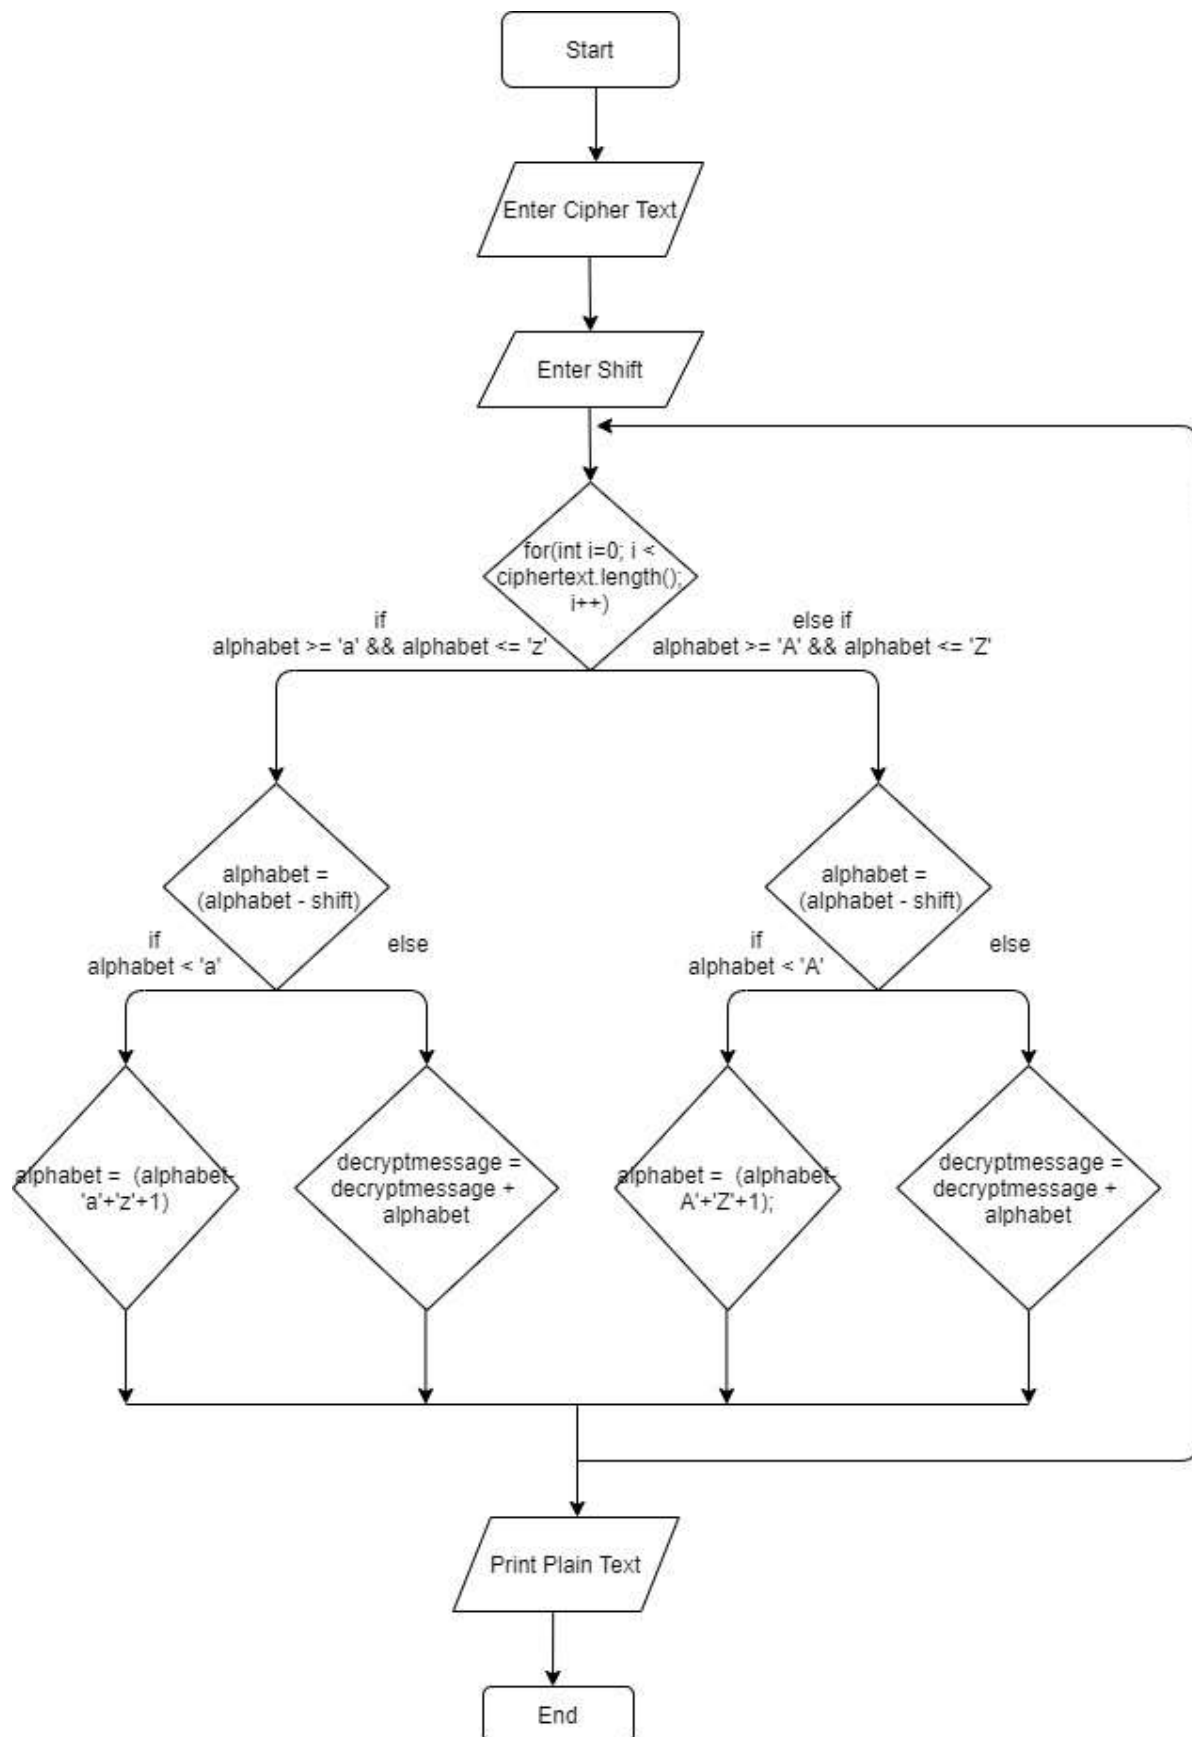 Start
Enter Cipher Text
Enter Shift
for(int i=0; i <
ciphertext.length();
i++)
if
alphabet >= 'a' && alphabet <= 'z'
else if
alphabet >= 'A' && alphabet <= 'Z'
alphabet =
(alphabet - shift)
alphabet =
(alphabet - shift)
if
alphabet < 'a'
else
if
alphabet < 'A'
else
alphabet = (alphabet-
'a'+'z'+1)
decryptmessage =
decryptmessage +
alphabet
alphabet = (alphabet-
A'+'Z'+1);
decryptmessage =
decryptmessage +
alphabet
Print Plain Text
End